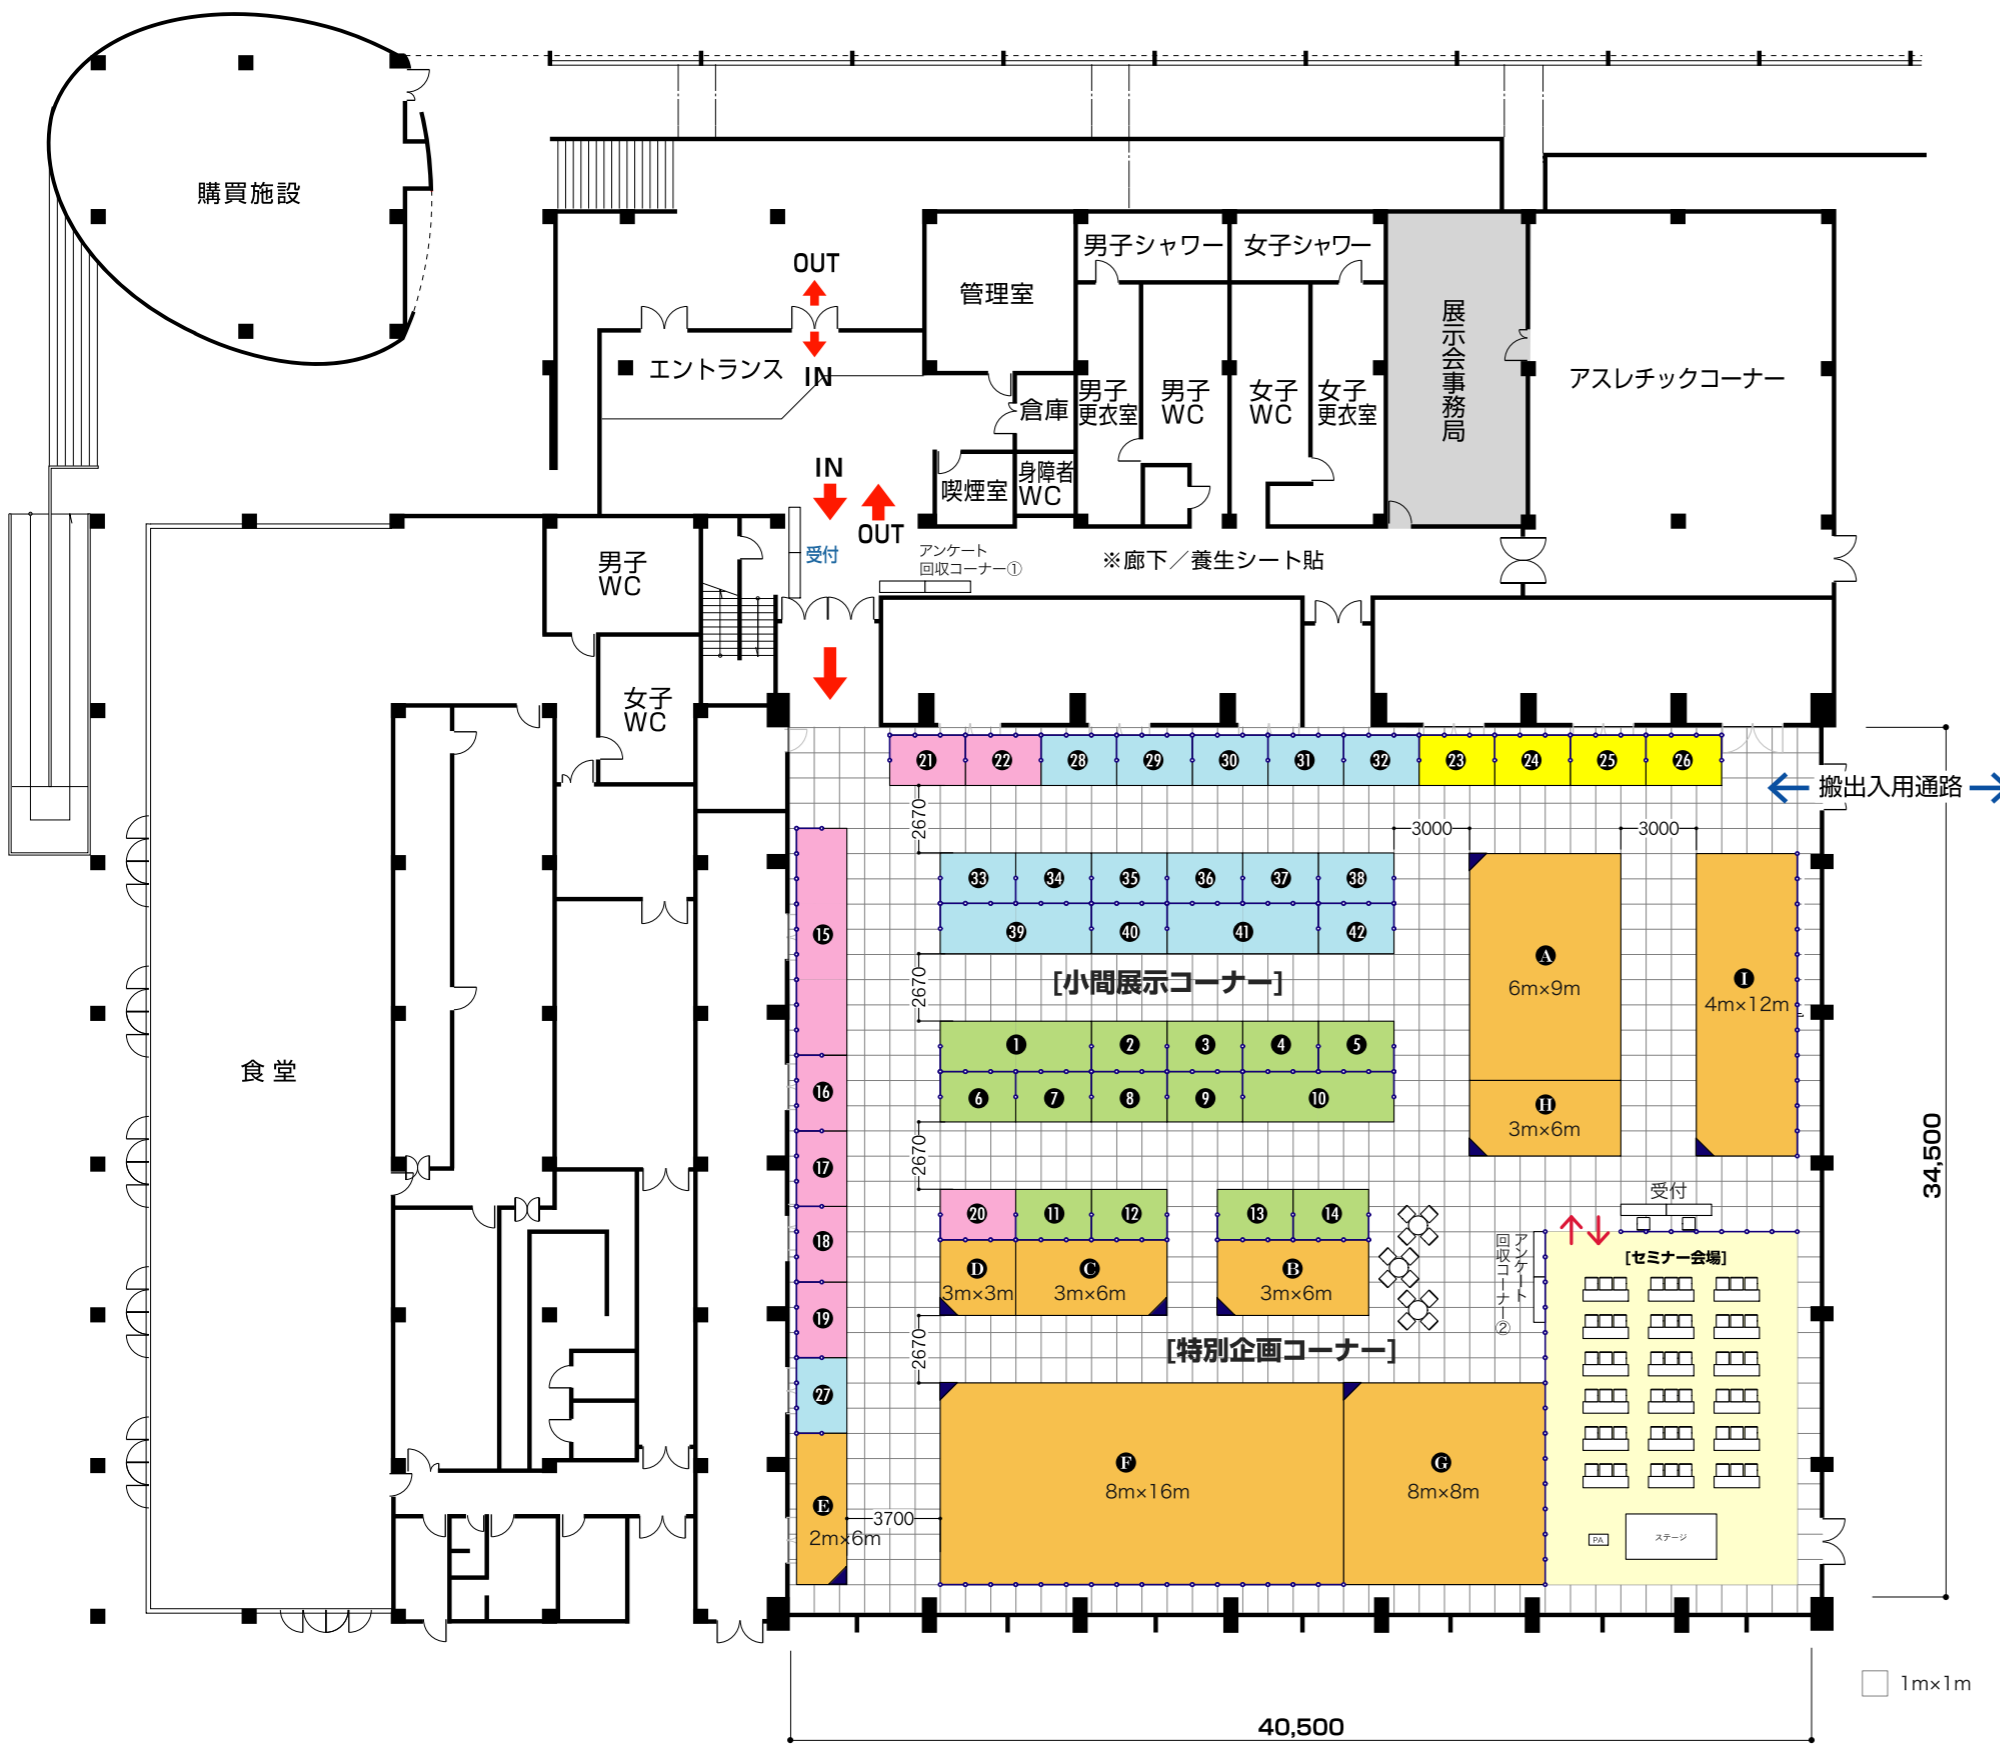 購買施設
OUT
エントランス
IN
管理室
男子シャワー
女子シャワー
倉庫
男子
更衣室
男子
WC
女子
WC
女子
更衣室
展示会事務局
アスレチックコーナー
IN
OUT
喫煙室
身障者
WC
受付
アンケート
回収コーナー①
※廊下／養生シート貼
男子
WC
女子
WC
食堂
21
22
28
29
30
31
32
23
24
25
26
搬出入用通路
2670
3000
3000
33
34
35
36
37
38
39
40
41
42
15
16
17
18
19
27
2670
[小間展示コーナー]
A
6m×9m
I
4m×12m
1
2
3
4
5
6
7
8
9
10
H
3m×6m
2670
20
11
12
13
14
D
3m×3m
C
3m×6m
B
3m×6m
受付
アンケート
回収コーナー②
[セミナー会場]
2670
[特別企画コーナー]
E
2m×6m
3700
F
8m×16m
G
8m×8m
PA
ステージ
34,500
40,500
1m×1m